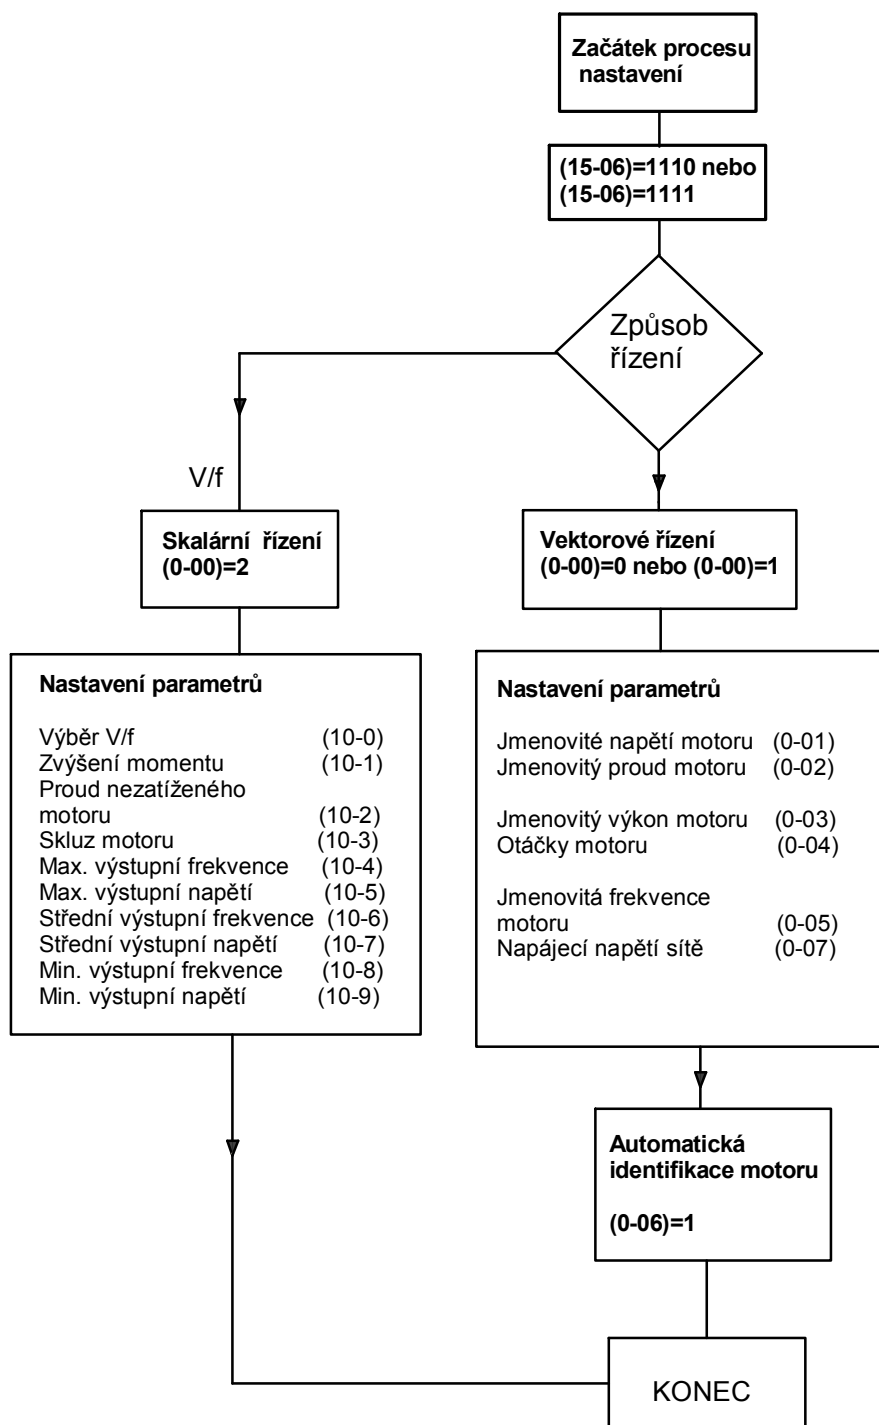 Začátek procesu
nastavení
(15-06)=1110 nebo
(15-06)=1111
Způsob
řízení
V/f
Skalární řízení
(0-00)=2
Vektorové řízení
(0-00)=0 nebo (0-00)=1
Nastavení parametrů
Výběr V/f (10-0)
Zvýšení momentu (10-1)
Proud nezatíženého
motoru (10-2)
Skluz motoru (10-3)
Max. výstupní frekvence (10-4)
Max. výstupní napětí (10-5)
Střední výstupní frekvence (10-6)
Střední výstupní napětí (10-7)
Min. výstupní frekvence (10-8)
Min. výstupní napětí (10-9)
Nastavení parametrů
Jmenovité napětí motoru (0-01)
Jmenovitý proud motoru (0-02)
Jmenovitý výkon motoru (0-03)
Otáčky motoru (0-04)
Jmenovitá frekvence
motoru (0-05)
Napájecí napětí sítě (0-07)
Automatická
identifikace motoru
(0-06)=1
KONEC